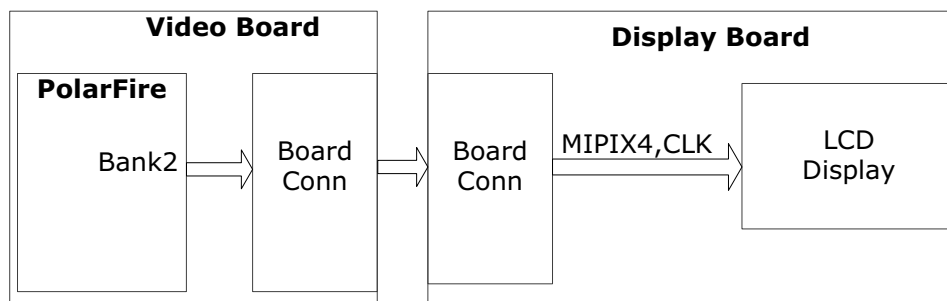 Video Board
Display Board
PolarFire
Bank2
Board
Conn
Board
Conn
MIPIX4,CLK
LCD
Display